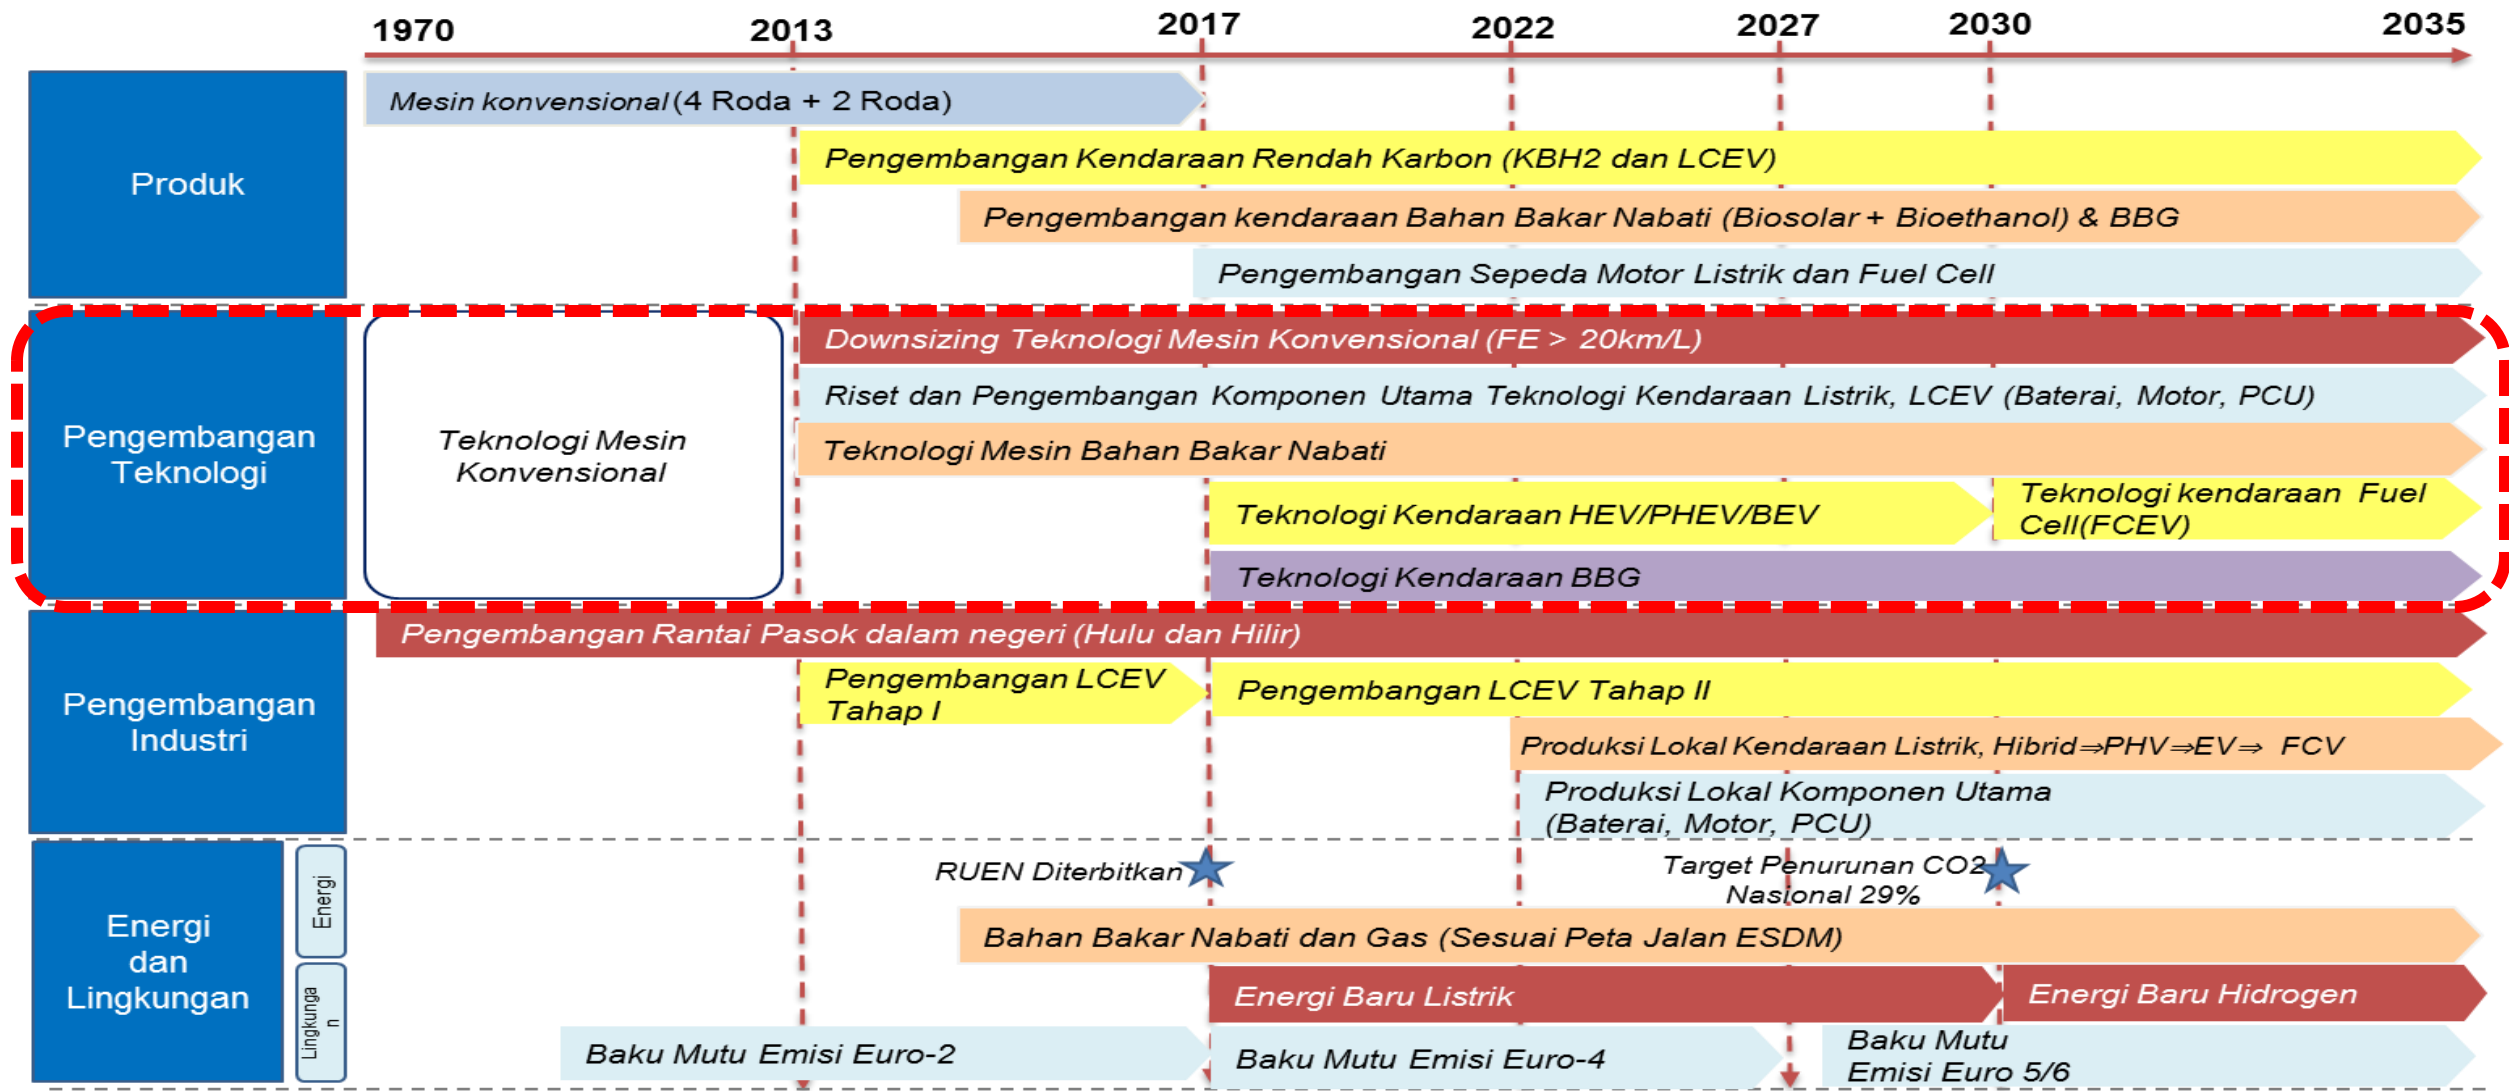 1970 2013 2017 2022 2027 2030 2035
Produk
Mesin konvensional (4 Roda + 2 Roda)
Pengembangan Kendaraan Rendah Karbon (KBH2 dan LCEV)
Pengembangan kendaraan Bahan Bakar Nabati (Biosolar + Bioethanol) & BBG
Pengembangan Sepeda Motor Listrik dan Fuel Cell
Pengembangan
Teknologi
Teknologi Mesin
Konvensional
Downsizing Teknologi Mesin Konvensional (FE > 20km/L)
Riset dan Pengembangan Komponen Utama Teknologi Kendaraan Listrik, LCEV (Baterai, Motor, PCU)
Teknologi Mesin Bahan Bakar Nabati
Teknologi Kendaraan HEV/PHEV/BEV
Teknologi kendaraan Fuel
Cell(FCEV)
Teknologi Kendaraan BBG
Pengembangan
Industri
Pengembangan Rantai Pasok dalam negeri (Hulu dan Hilir)
Pengembangan LCEV
Tahap I
Pengembangan LCEV Tahap II
Produksi Lokal Kendaraan Listrik, Hibrid⇒PHV⇒EV⇒ FCV
Produksi Lokal Komponen Utama
(Baterai, Motor, PCU)
Energi
dan
Lingkungan
Energi
Lingkunga
n
RUEN Diterbitkan
Target Penurunan CO2
Nasional 29%
Bahan Bakar Nabati dan Gas (Sesuai Peta Jalan ESDM)
Energi Baru Listrik
Energi Baru Hidrogen
Baku Mutu Emisi Euro-2
Baku Mutu Emisi Euro-4
Baku Mutu
Emisi Euro 5/6